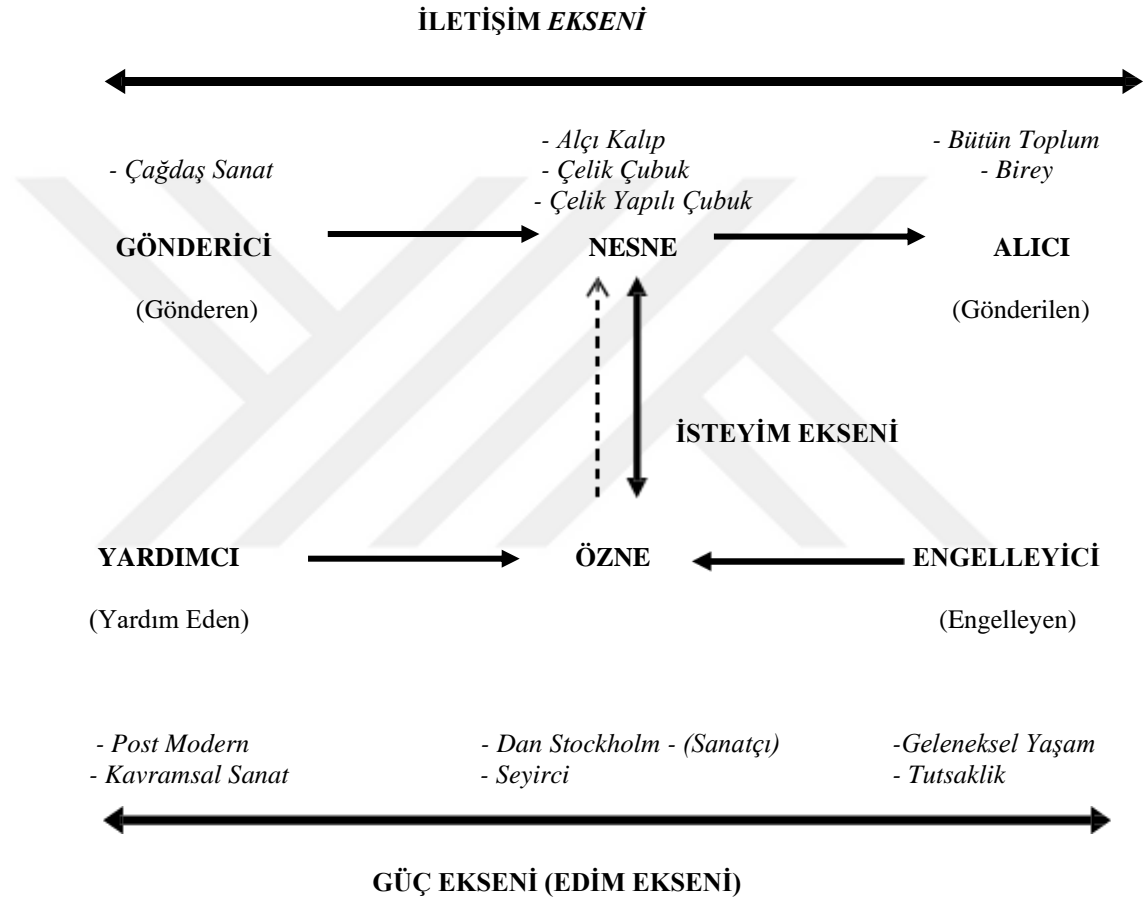 İLETİŞİM EKSENİ
- Çağdaş Sanat
- Alçı Kalıp
- Çelik Çubuk
- Çelik Yapılı Çubuk
- Bütün Toplum
- Birey
GÖNDERİCİ
NESNE
ALICI
(Gönderen)
(Gönderilen)
İSTEYİM EKSENİ
YARDIMCI
ÖZNE
ENGELLEYİCİ
(Yardım Eden)
(Engelleyen)
- Post Modern
- Kavramsal Sanat
- Dan Stockholm - (Sanatçı)
- Seyirci
-Geleneksel Yaşam
- Tutsaklik
GÜÇ EKSENİ (EDİM EKSENİ)